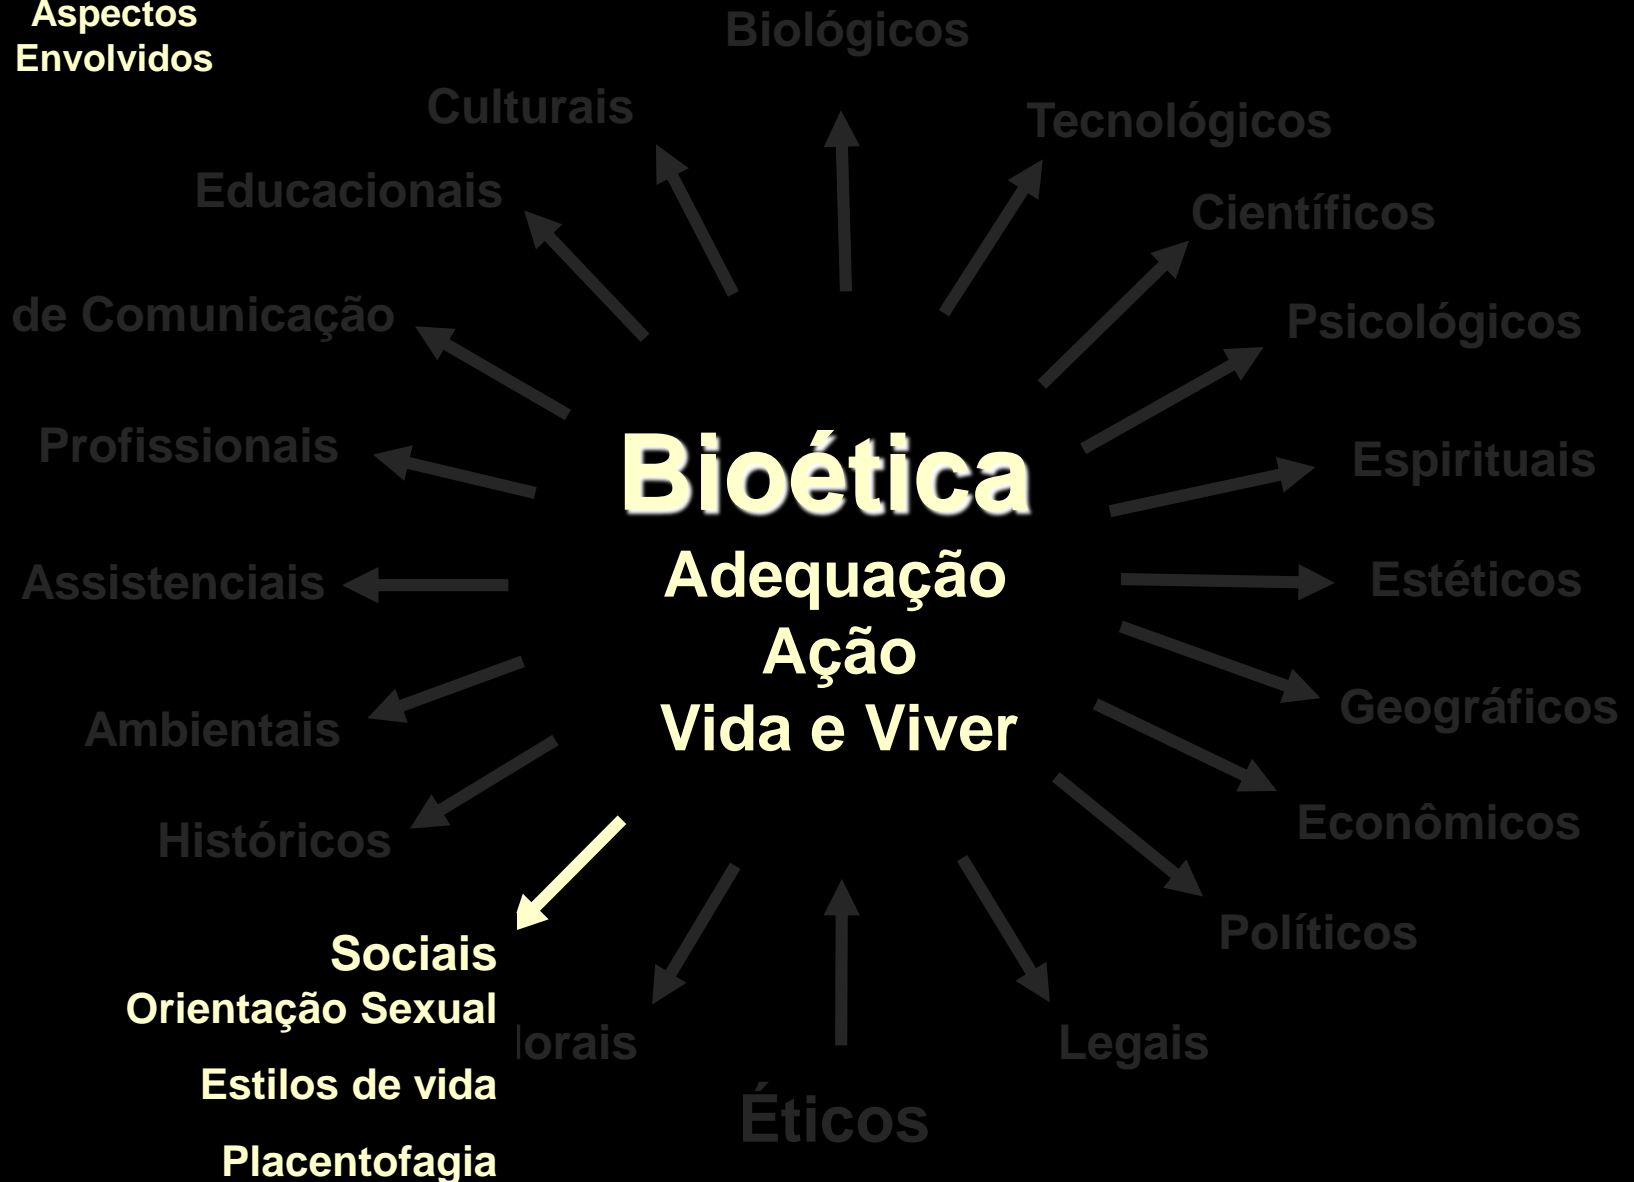 Aspectos
Envolvidos
Biológicos
Culturais
Tecnológicos
Educacionais
Científicos
de Comunicação
Psicológicos
Profissionais
Espirituais
Bioética
Adequação
Ação
Vida e Viver
Assistenciais
Estéticos
Ambientais
Geográficos
Históricos
Econômicos
Políticos
Sociais
Orientação Sexual
Estilos de vida
Placentofagia
lorais
Legais
Éticos